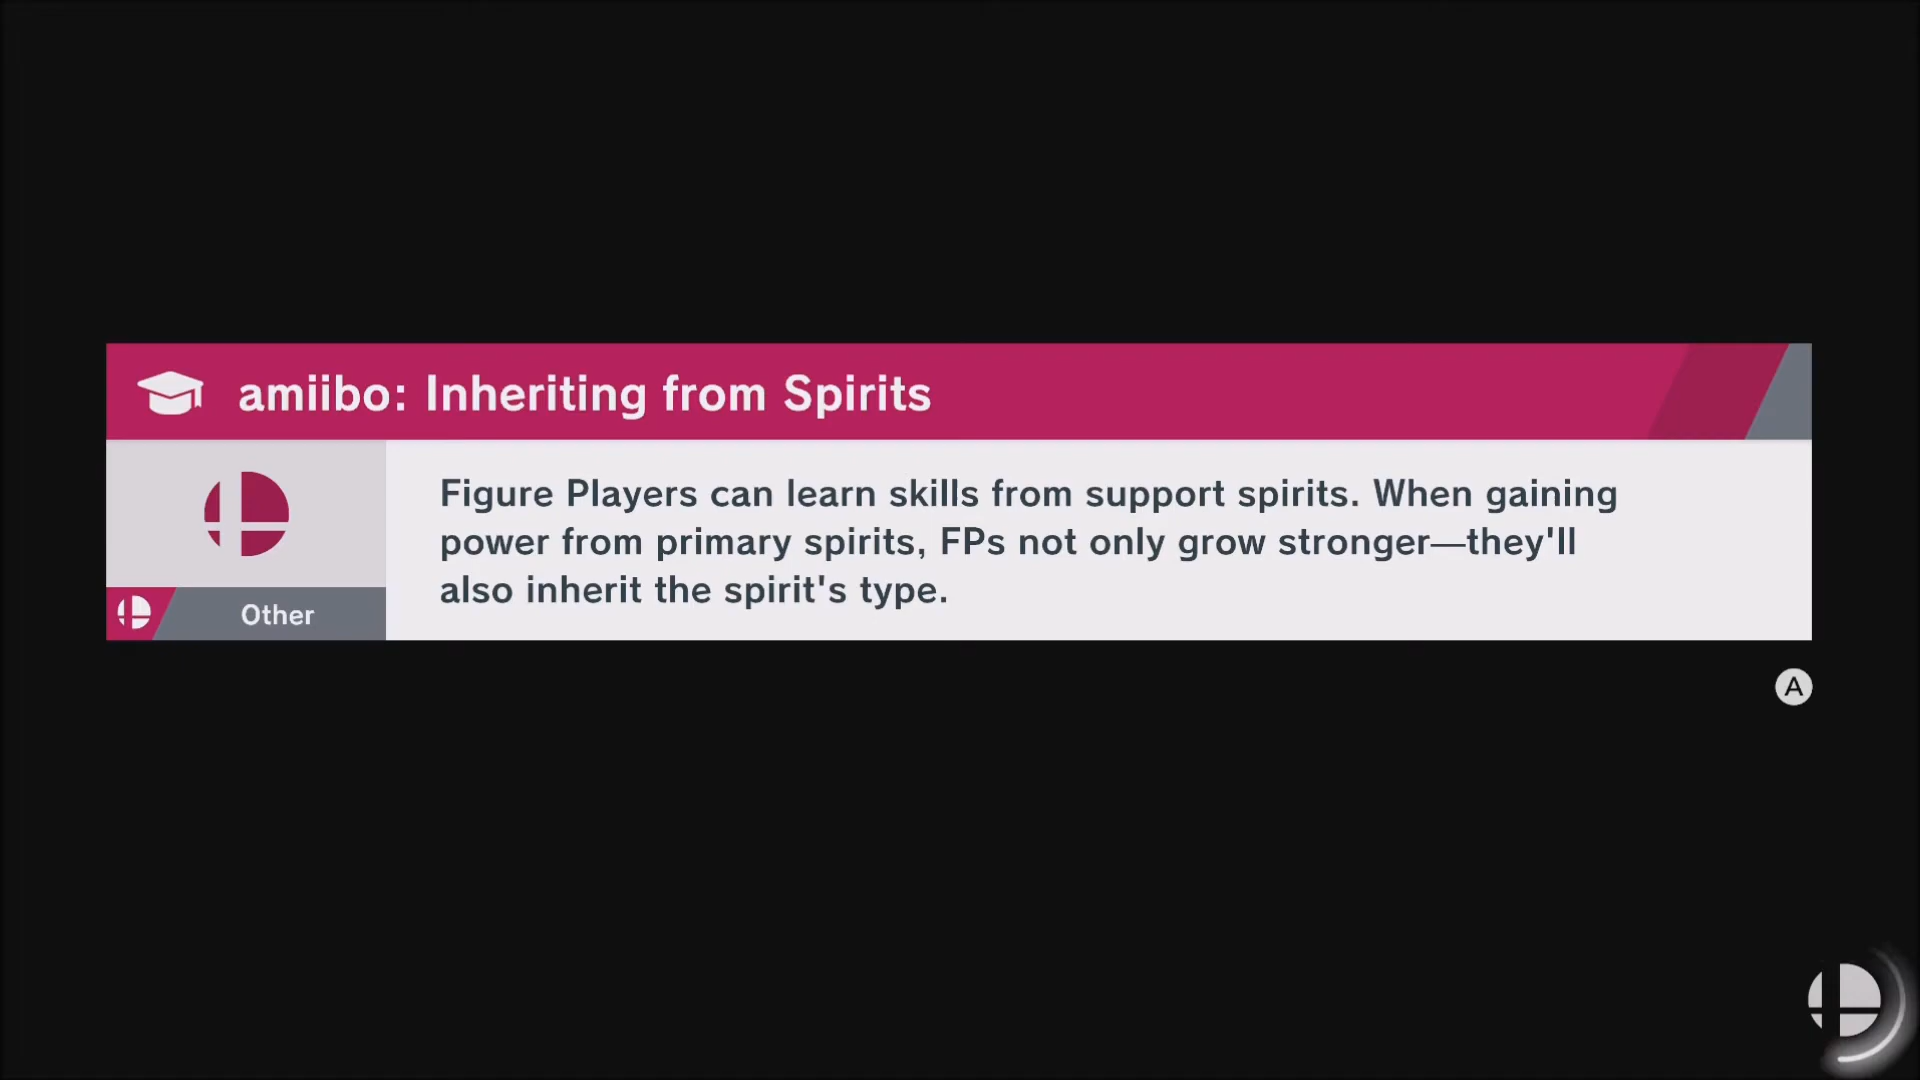 amiibo: Inheriting from Spirits
Figure Players can learn skills from support spirits. When gaining
power from primary spirits, FPs not only grow stronger—they'll
also inherit the spirit's type.
Other
A